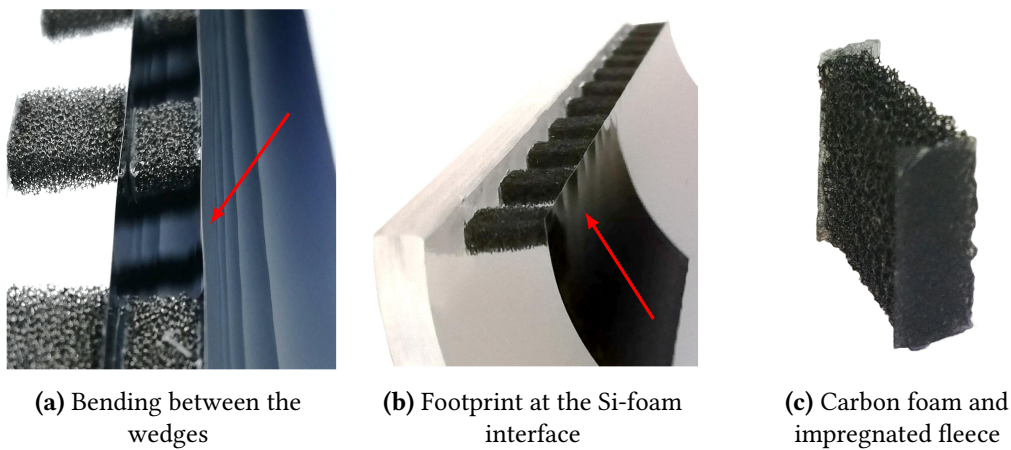 (a) Bending between the
wedges
(b) Footprint at the Si-foam
interface
(c) Carbon foam and
impregnated fleece